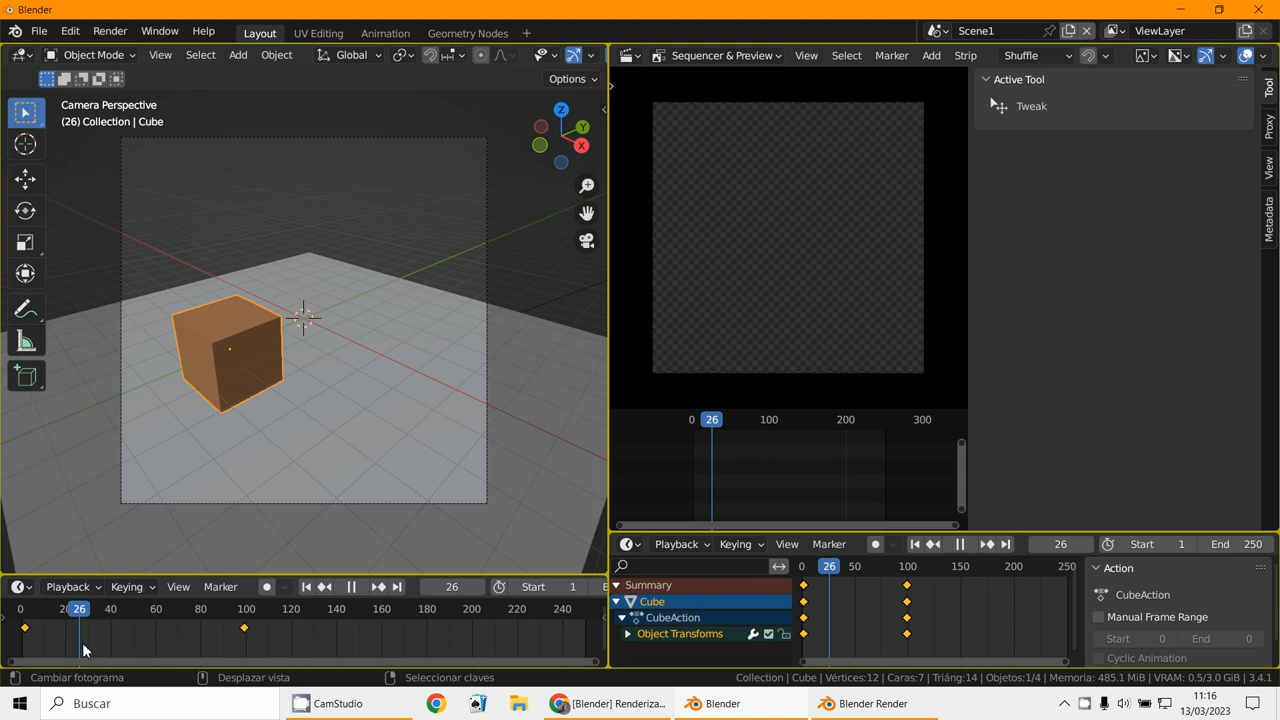 Blender
File Edit Render Window Help Layout UV Editing Animation Geometry Nodes Scene1 ViewLayer
Object Mode View Select Add Object Global
Sequencer & Preview View Select Marker Add Strip Shuffle
Options
Camera Perspective
(26) Collection | Cube
Z
Y
X
Active Tool
Tweak
Tool
Proxy
View
Metadata
0 26 100 200 300
Playback Keying View Marker 26 Start 1 End 250
0 26 50 100 150 200 250
Summary
Cube
CubeAction
Object Transforms
Action
CubeAction
Manual Frame Range
Start 0 End 0
Cyclic Animation
Playback Keying View Marker 26 Start 1 E
0 26 40 60 80 100 120 140 160 180 200 220 240
Cambiar fotograma Desplazar vista Seleccionar claves Collection | Cube | Vértices:12 | Caras:7 | Triáng:14 | Objetos:1/4 | Memoria: 485.1 MiB | VRAM: 0.5/3.0 GiB | 3.4.1
Buscar CamStudio [Blender] Renderiza... Blender Blender Render
11:16
13/03/2023